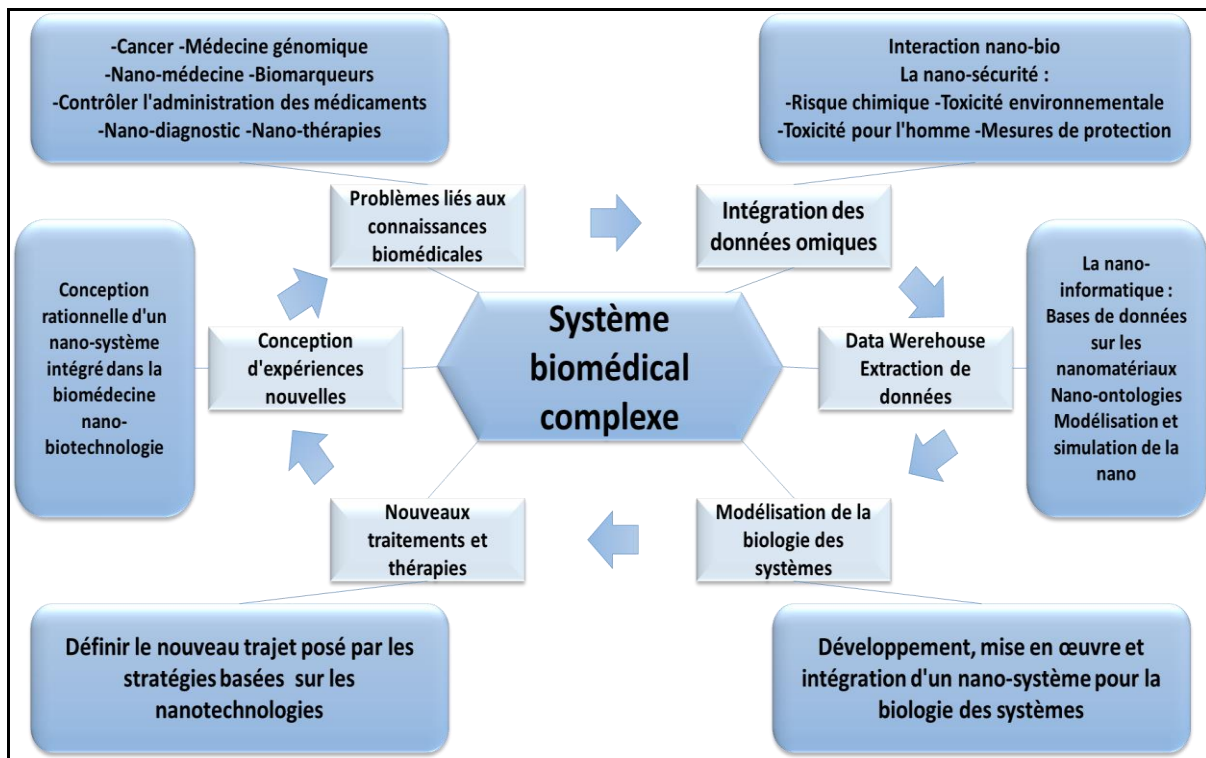 -Cancer -Médecine génomique
-Nano-médecine -Biomarqueurs
-Contrôler l'administration des médicaments
-Nano-diagnostic -Nano-thérapies
Interaction nano-bio
La nano-sécurité :
-Risque chimique -Toxicité environnementale
-Toxicité pour l'homme -Mesures de protection
Problèmes liés aux
connaissances
biomédicales
Intégration des
données omiques
Conception
rationnelle d'un
nano-système
intégré dans la
biomédecine
nano-
biotechnologie
Conception
d'expériences
nouvelles
Système
biomédical
complexe
Data Werehouse
Extraction de
données
La nano-
informatique :
Bases de données
sur les
nanomatériaux
Nano-ontologies
Modélisation et
simulation de la
nano
Nouveaux
traitements et
thérapies
Modélisation de la
biologie des
systèmes
Définir le nouveau trajet posé par les
stratégies basées sur les
nanotechnologies
Développement, mise en œuvre et
intégration d'un nano-système pour la
biologie des systèmes